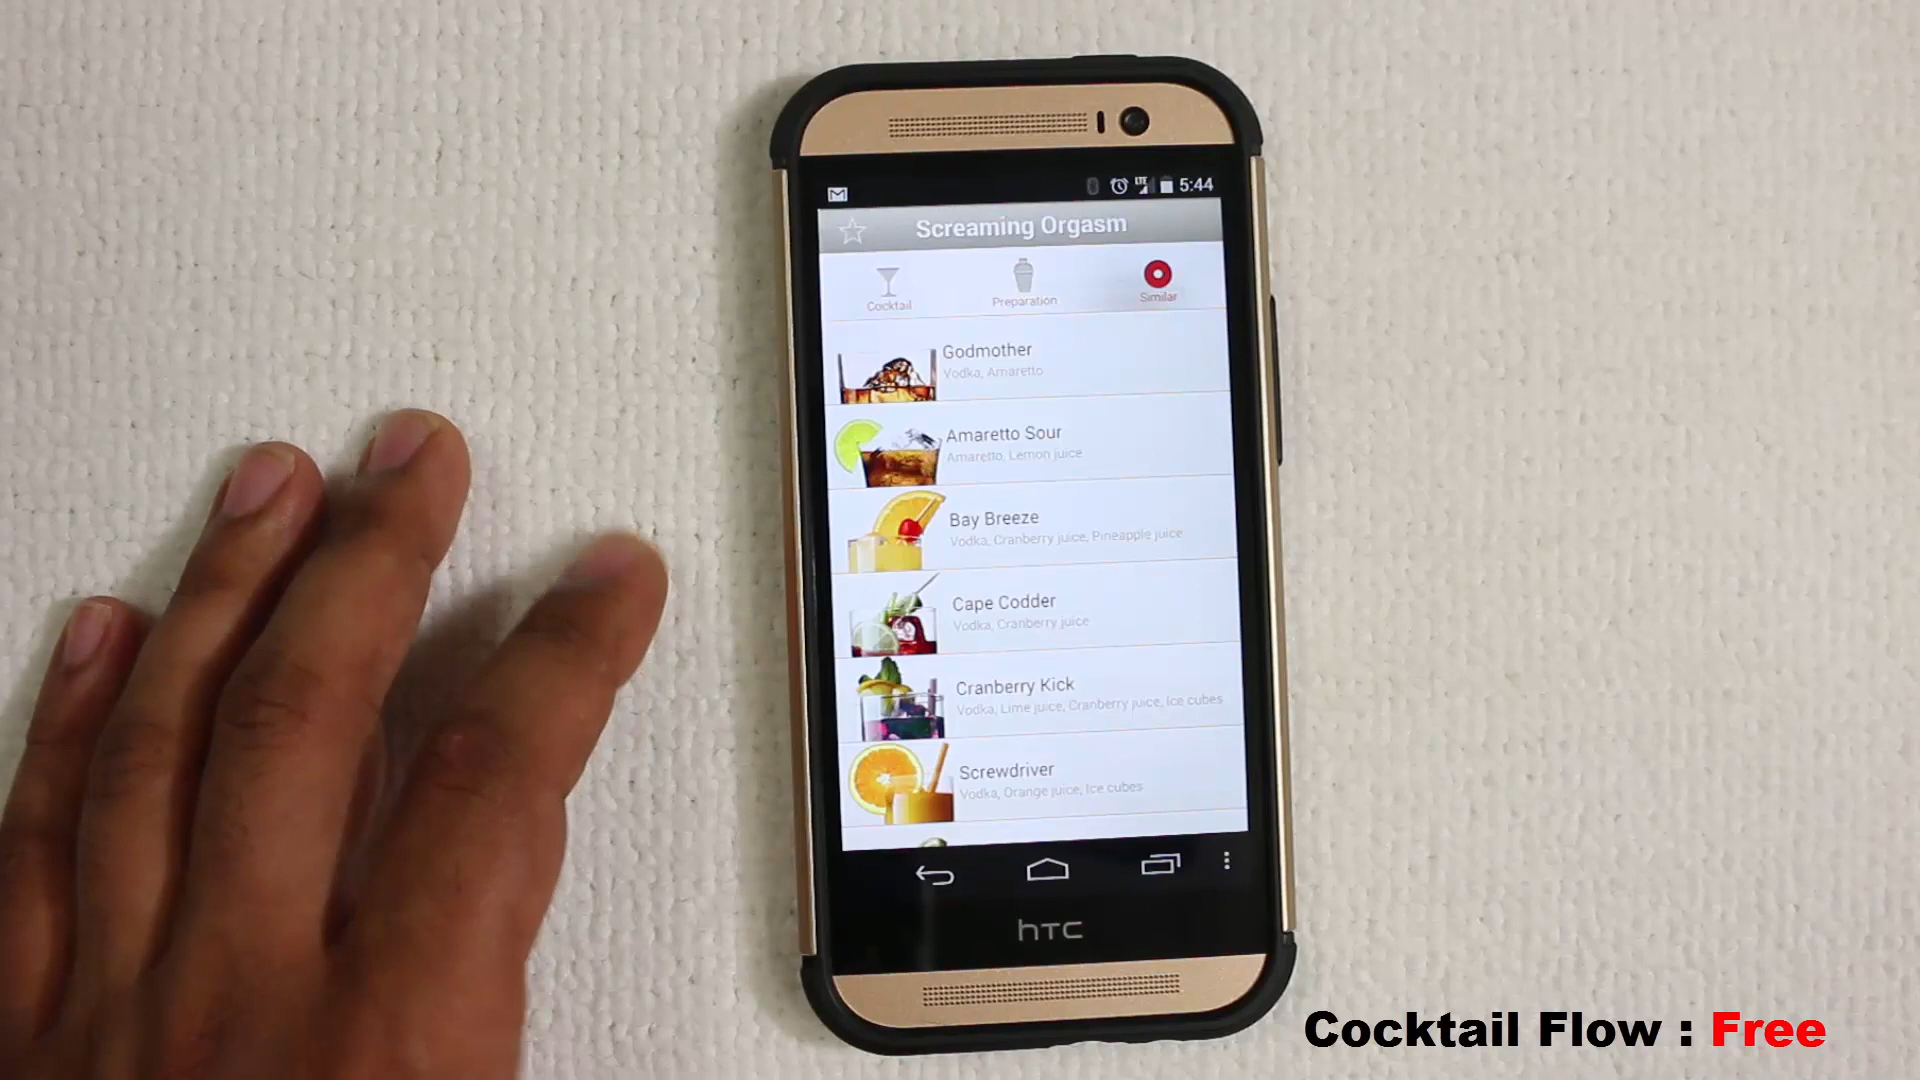 LTE 5:44
Screaming Orgasm
Cocktail
Preparation
Similar
Godmother
Vodka, Amaretto
Amaretto Sour
Amaretto, Lemon juice
Bay Breeze
Vodka, Cranberry juice, Pineapple juice
Cape Codder
Vodka, Cranberry juice
Cranberry Kick
Vodka, Lime juice, Cranberry juice, Ice cubes
Screwdriver
Vodka, Orange juice, Ice cubes
hTC
Cocktail Flow : Free